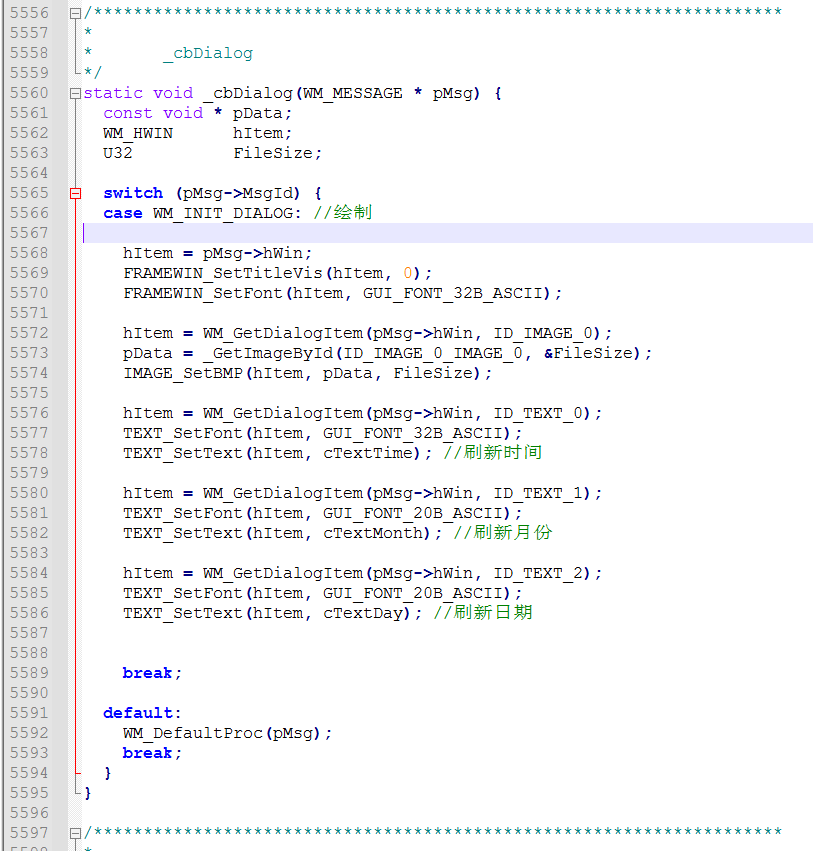 5556 /*********************************************************************
5557 *
5558 *       _cbDialog
5559 */
5560 static void _cbDialog(WM_MESSAGE * pMsg) {
5561   const void * pData;
5562   WM_HWIN      hItem;
5563   U32          FileSize;
5564
5565   switch (pMsg->MsgId) {
5566   case WM_INIT_DIALOG: //绘制
5567
5568     hItem = pMsg->hWin;
5569     FRAMEWIN_SetTitleVis(hItem, 0);
5570     FRAMEWIN_SetFont(hItem, GUI_FONT_32B_ASCII);
5571
5572     hItem = WM_GetDialogItem(pMsg->hWin, ID_IMAGE_0);
5573     pData = _GetImageById(ID_IMAGE_0_IMAGE_0, &FileSize);
5574     IMAGE_SetBMP(hItem, pData, FileSize);
5575
5576     hItem = WM_GetDialogItem(pMsg->hWin, ID_TEXT_0);
5577     TEXT_SetFont(hItem, GUI_FONT_32B_ASCII);
5578     TEXT_SetText(hItem, cTextTime); //刷新时间
5579
5580     hItem = WM_GetDialogItem(pMsg->hWin, ID_TEXT_1);
5581     TEXT_SetFont(hItem, GUI_FONT_20B_ASCII);
5582     TEXT_SetText(hItem, cTextMonth); //刷新月份
5583
5584     hItem = WM_GetDialogItem(pMsg->hWin, ID_TEXT_2);
5585     TEXT_SetFont(hItem, GUI_FONT_20B_ASCII);
5586     TEXT_SetText(hItem, cTextDay); //刷新日期
5587
5588
5589     break;
5590
5591   default:
5592     WM_DefaultProc(pMsg);
5593     break;
5594   }
5595 }
5596
5597 /*********************************************************************